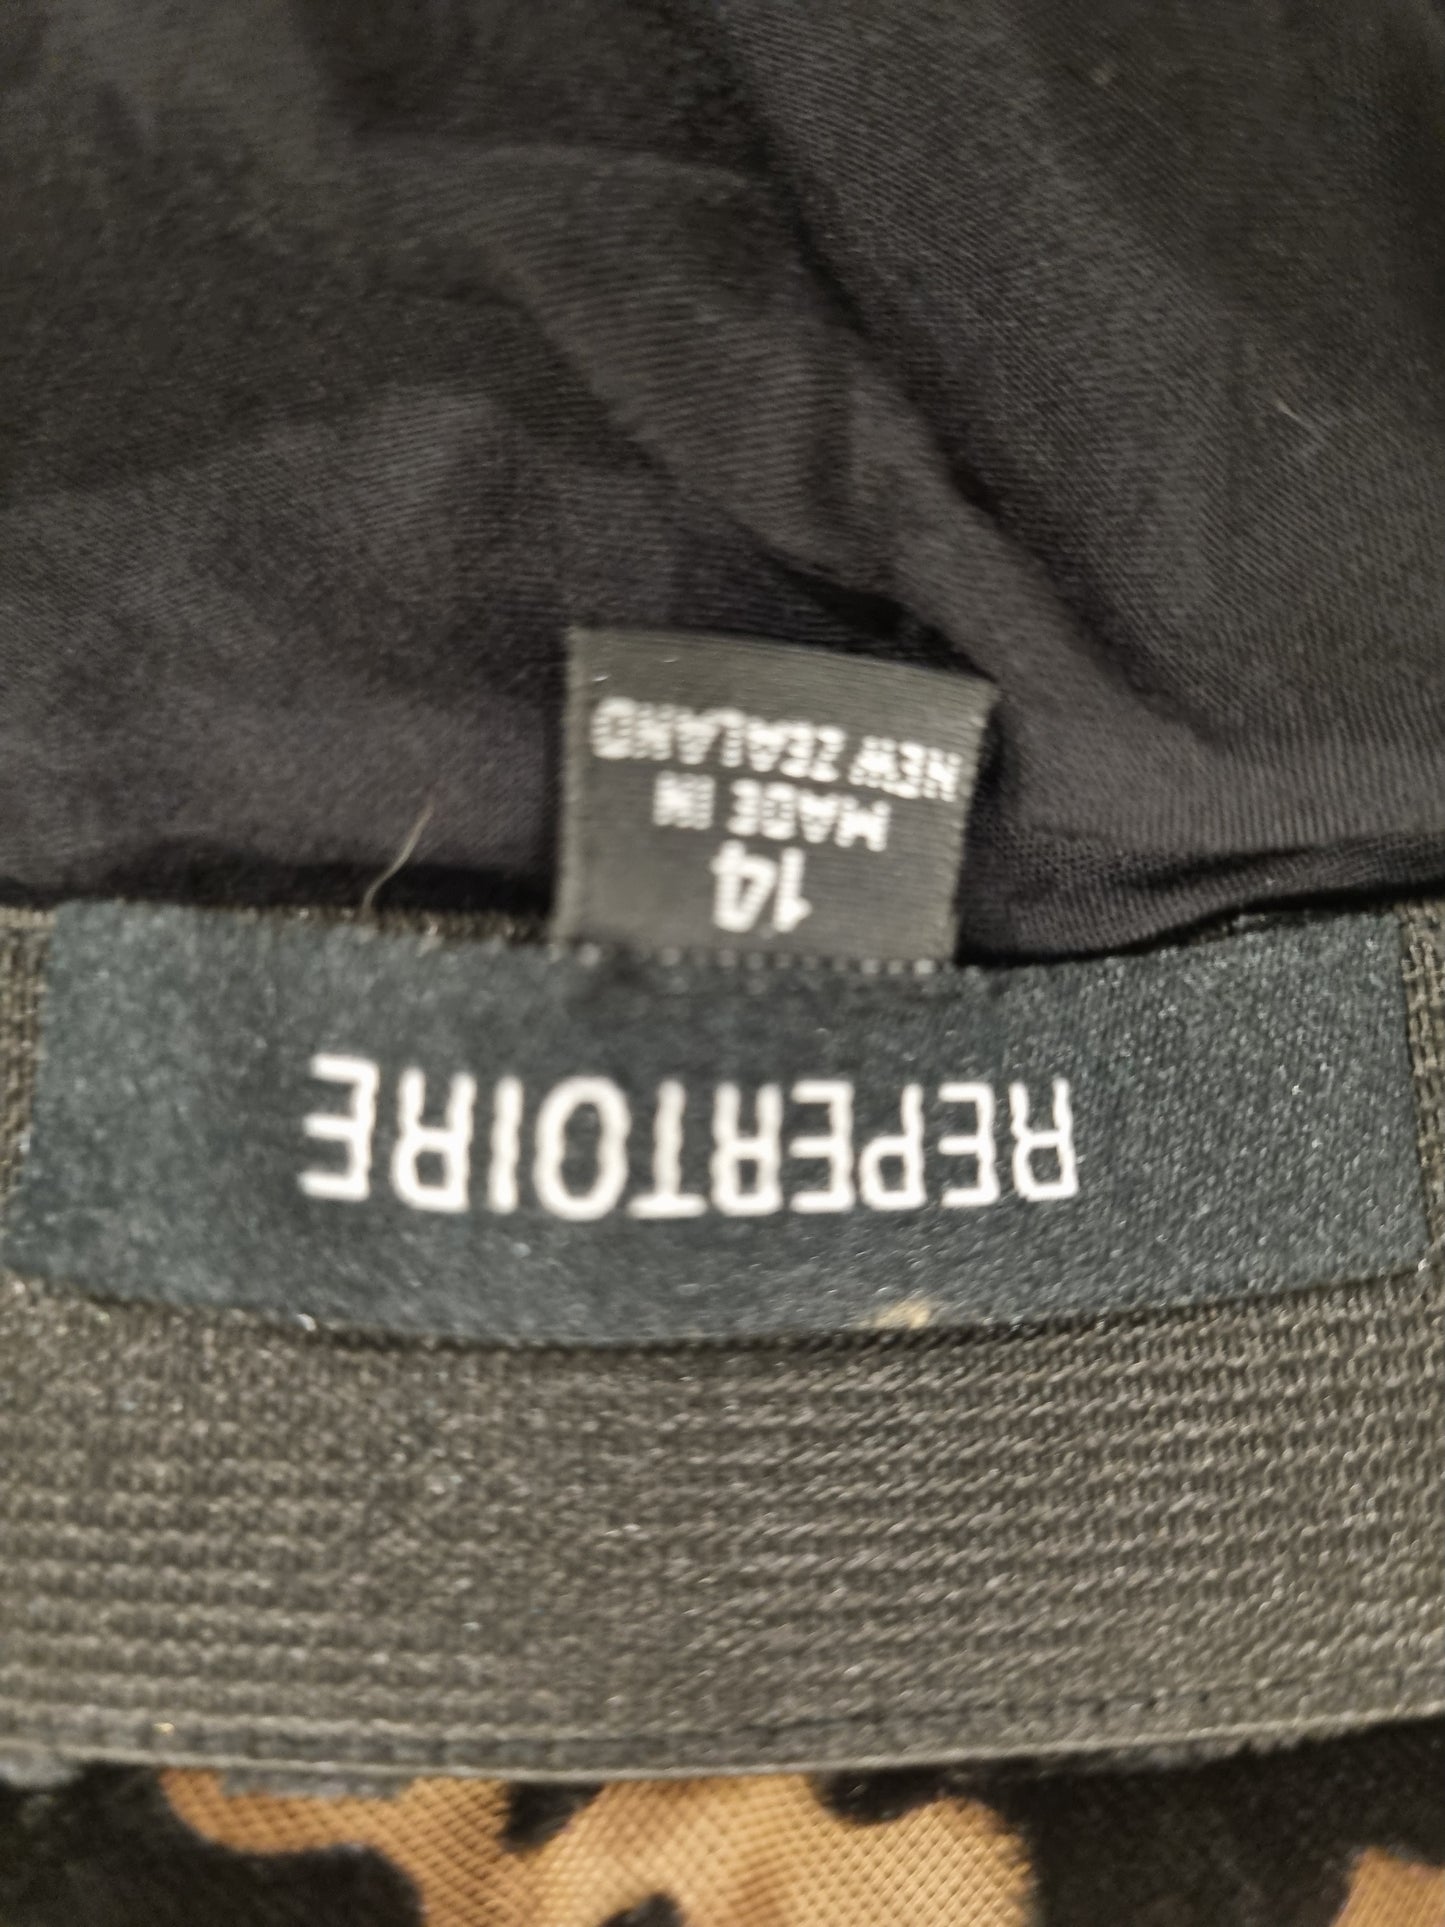 REPERTOIRE
14
MADE IN
NEW ZEALAND